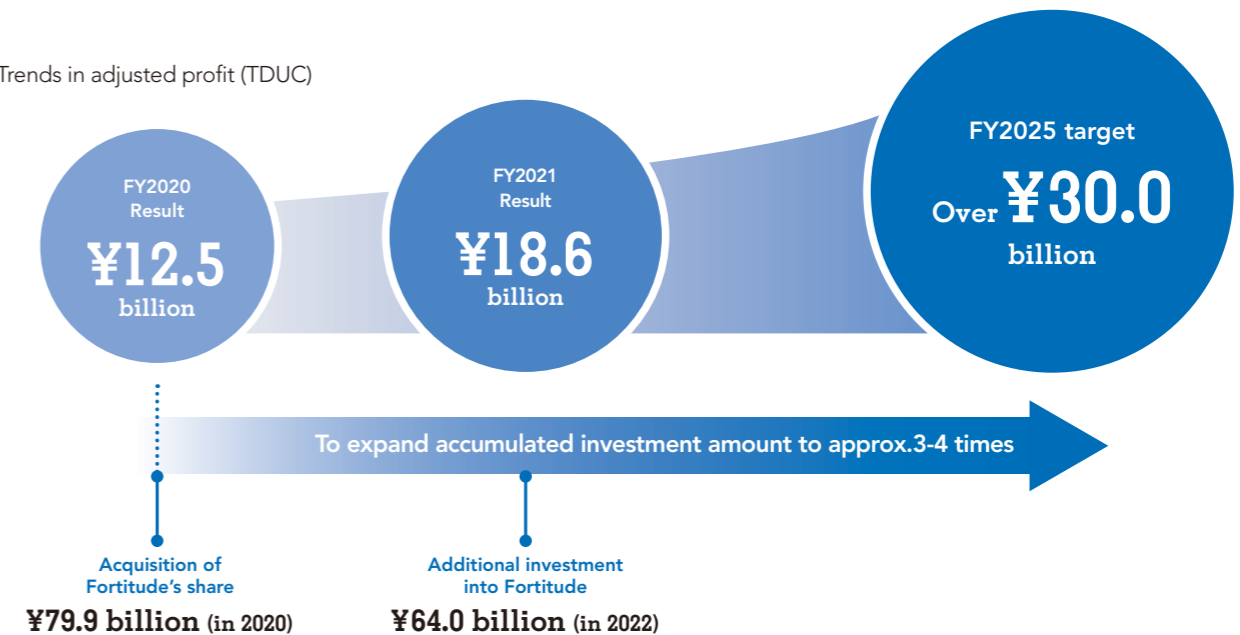 Trends in adjusted profit (TDUC)
FY2020
Result
¥12.5
billion
FY2021
Result
¥18.6
billion
FY2025 target
Over ¥30.0
billion
To expand accumulated investment amount to approx.3-4 times
Acquisition of
Fortitude's share
¥79.9 billion (in 2020)
Additional investment
into Fortitude
¥64.0 billion (in 2022)